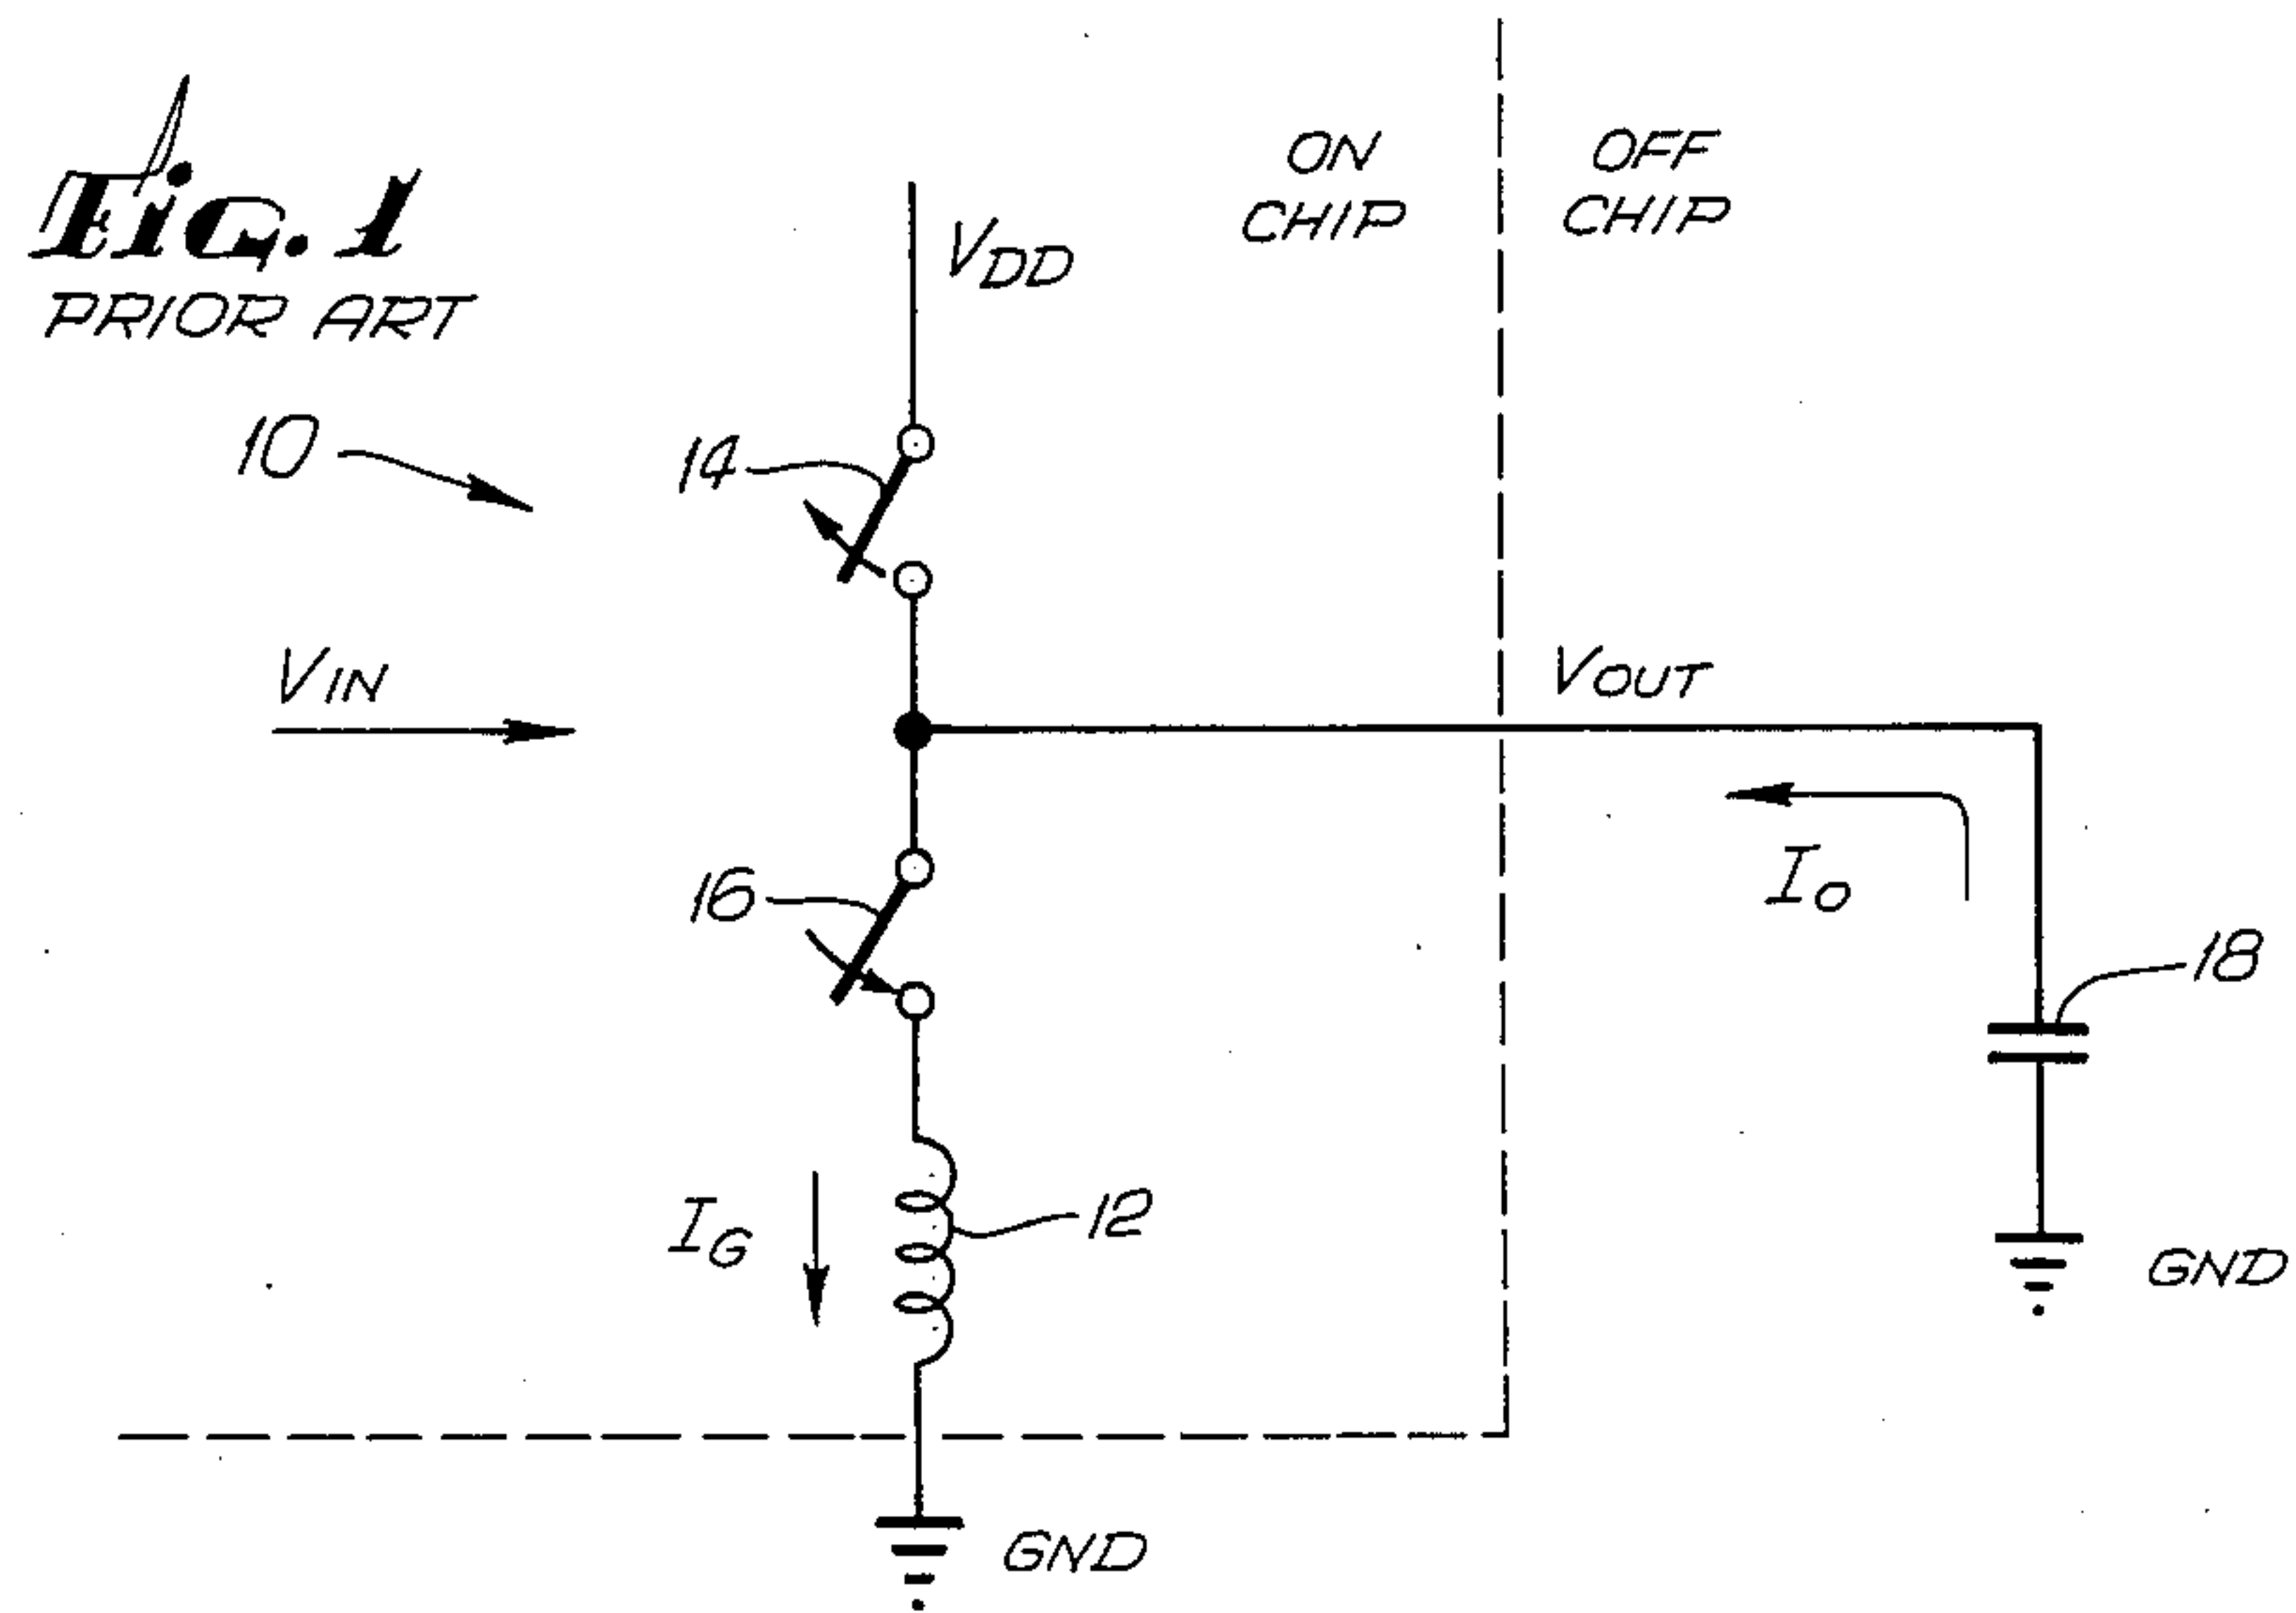 Fig. 1
PRIOR ART
ON
CHIP
OFF
CHIP
VDD
10
14
VIN
VOUT
16
IO
18
IG
12
GND
GND